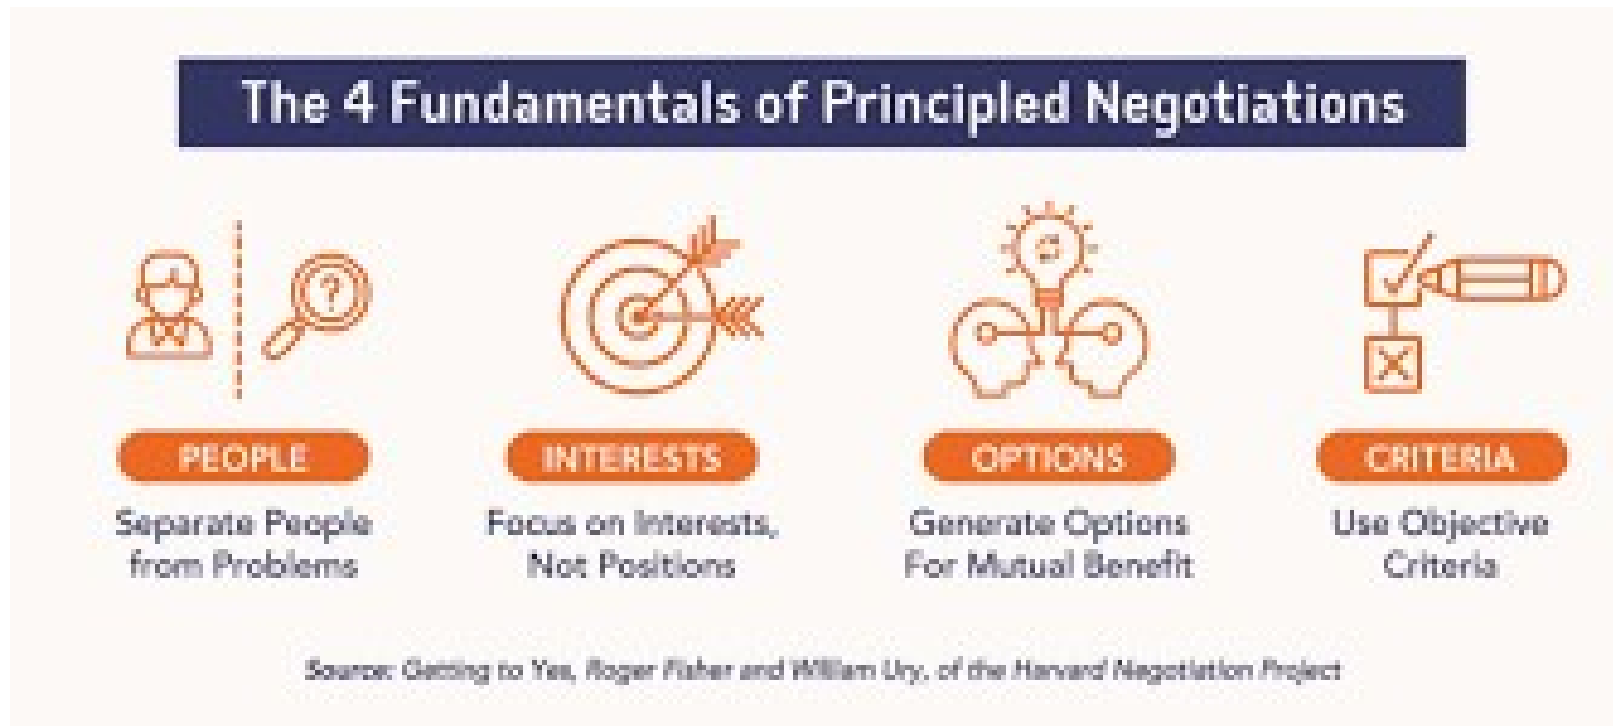 The 4 Fundamentals of Principled Negotiations
?
PEOPLE
Separate People
from Problems
INTERESTS
Focus on Interests,
Not Positions
OPTIONS
Generate Options
For Mutual Benefit
CRITERIA
Use Objective
Criteria
Source: Getting to Yes, Roger Fisher and William Ury, of the Harvard Negotiation Project